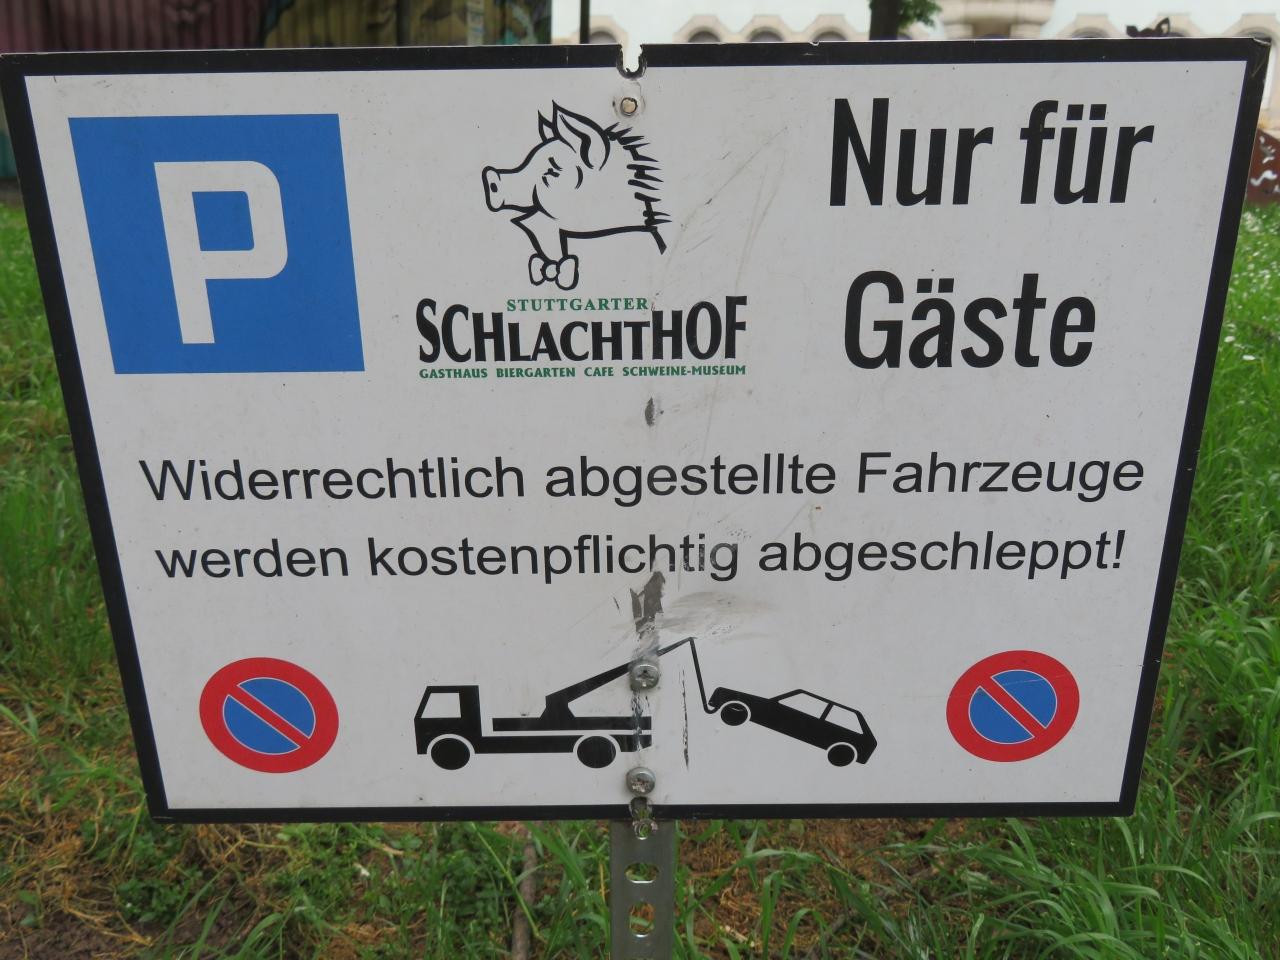 P
Nur für
Gäste
STUTTGARTER
SCHLACHTHOF
GASTHAUS BIERGARTEN CAFE SCHWEINE-MUSEUM
Widerrechtlich abgestellte Fahrzeuge
werden kostenpflichtig abgeschleppt!